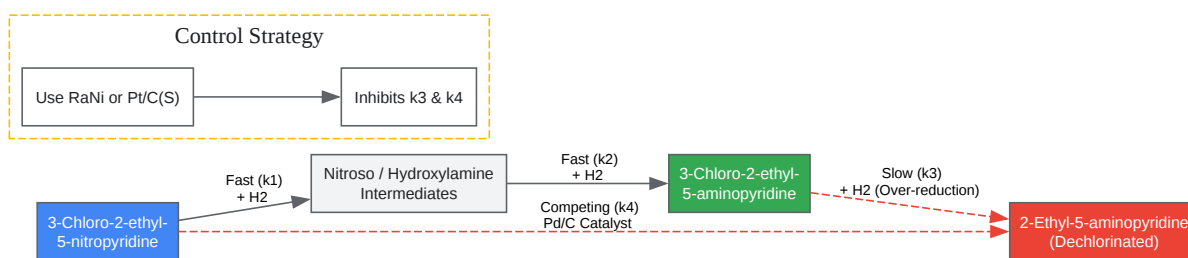 Control Strategy
Use RaNi or Pt/C(S)
Inhibits k3 & k4
3-Chloro-2-ethyl-
5-nitropyridine
Fast (k1)
+ H2
Nitroso / Hydroxylamine
Intermediates
Fast (k2)
+ H2
3-Chloro-2-ethyl-
5-aminopyridine
Slow (k3)
+ H2 (Over-reduction)
Competing (k4)
Pd/C Catalyst
2-Ethyl-5-aminopyridine
(Dechlorinated)